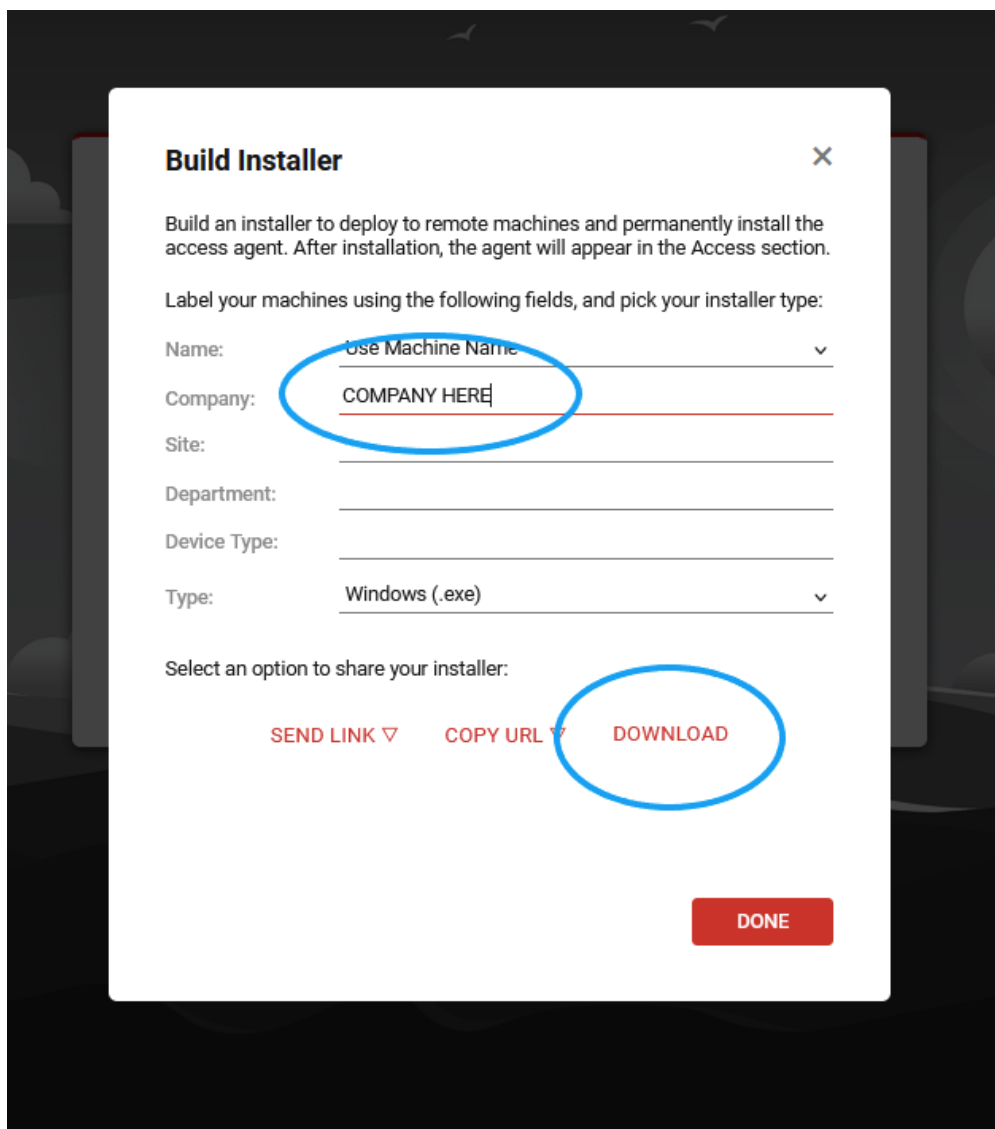 Build Installer
Build an installer to deploy to remote machines and permanently install the
access agent. After installation, the agent will appear in the Access section.
Label your machines using the following fields, and pick your installer type:
Name: Use Machine Name
Company: COMPANY HERE
Site:
Department:
Device Type:
Type: Windows (.exe)
Select an option to share your installer:
SEND LINK ▽ COPY URL ▽ DOWNLOAD
DONE